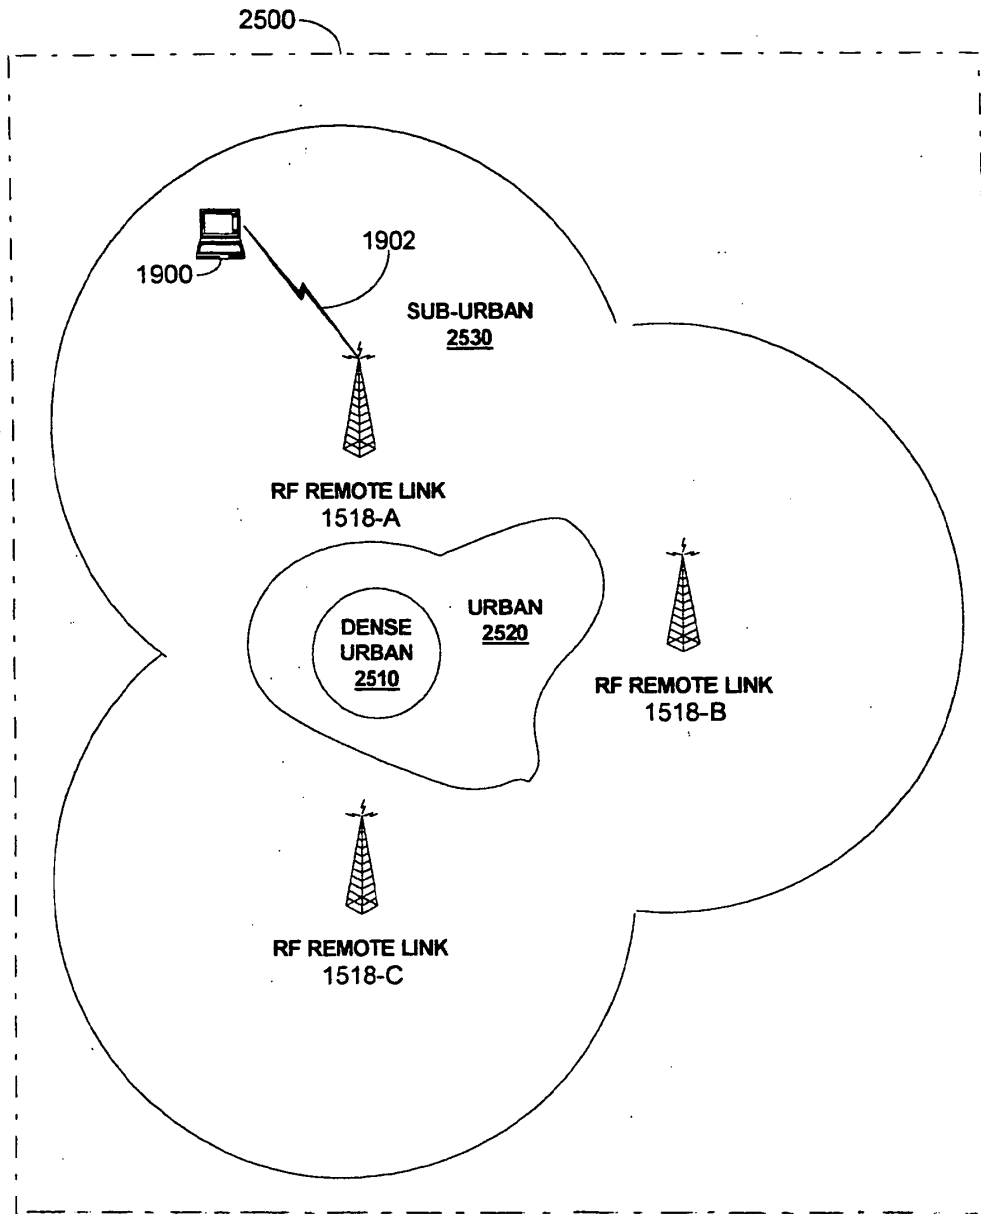 2500
1902
1900
SUB-URBAN
2530
RF REMOTE LINK
1518-A
URBAN
2520
DENSE
URBAN
2510
RF REMOTE LINK
1518-B
RF REMOTE LINK
1518-C